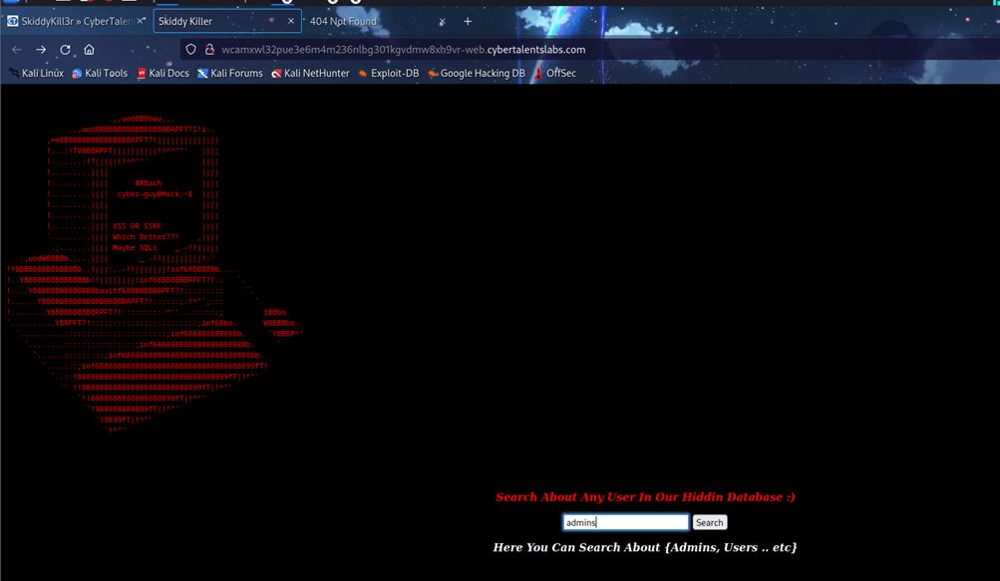 SkiddyKill3r » CyberTalen
5kiddy Killer
404 Not Found
wcamxwl32pue3e6m4m236nlbg301kgvdmw8xh9vr-web.cybertalentslabs.com
Kali Linux
Kali Tools
Kali Docs
Kali Forums
Kali NetHunter
Exploit-DB
Google Hacking DB
OffSec
##Bash
cyber-guy@Hack:~$
XSS OR SSRF
Which Better??!
Maybe SQLi
Search About Any User In Our Hiddin Database :)
admins
Search
Here You Can Search About {Admins, Users .. etc}